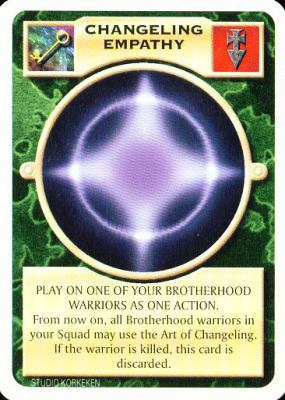 CHANGELING
EMPATHY
PLAY ON ONE OF YOUR BROTHERHOOD
WARRIORS AS ONE ACTION.
From now on, all Brotherhood warriors in
your Squad may use the Art of Changeling.
If the warrior is killed, this card is
discarded.
STUDIO KORKEKEN